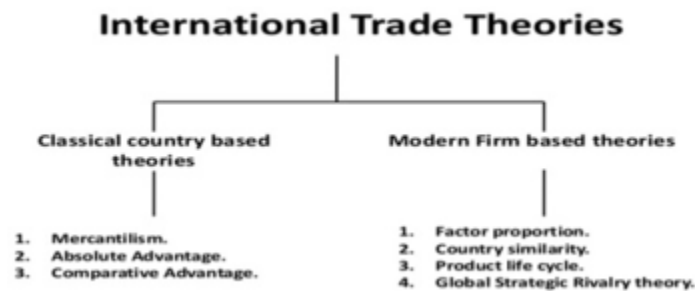 International Trade Theories
Classical country based
theories
Modern Firm based theories
1. Mercantilism.
2. Absolute Advantage.
3. Comparative Advantage.
1. Factor proportion.
2. Country similarity.
3. Product life cycle.
4. Global Strategic Rivalry theory.